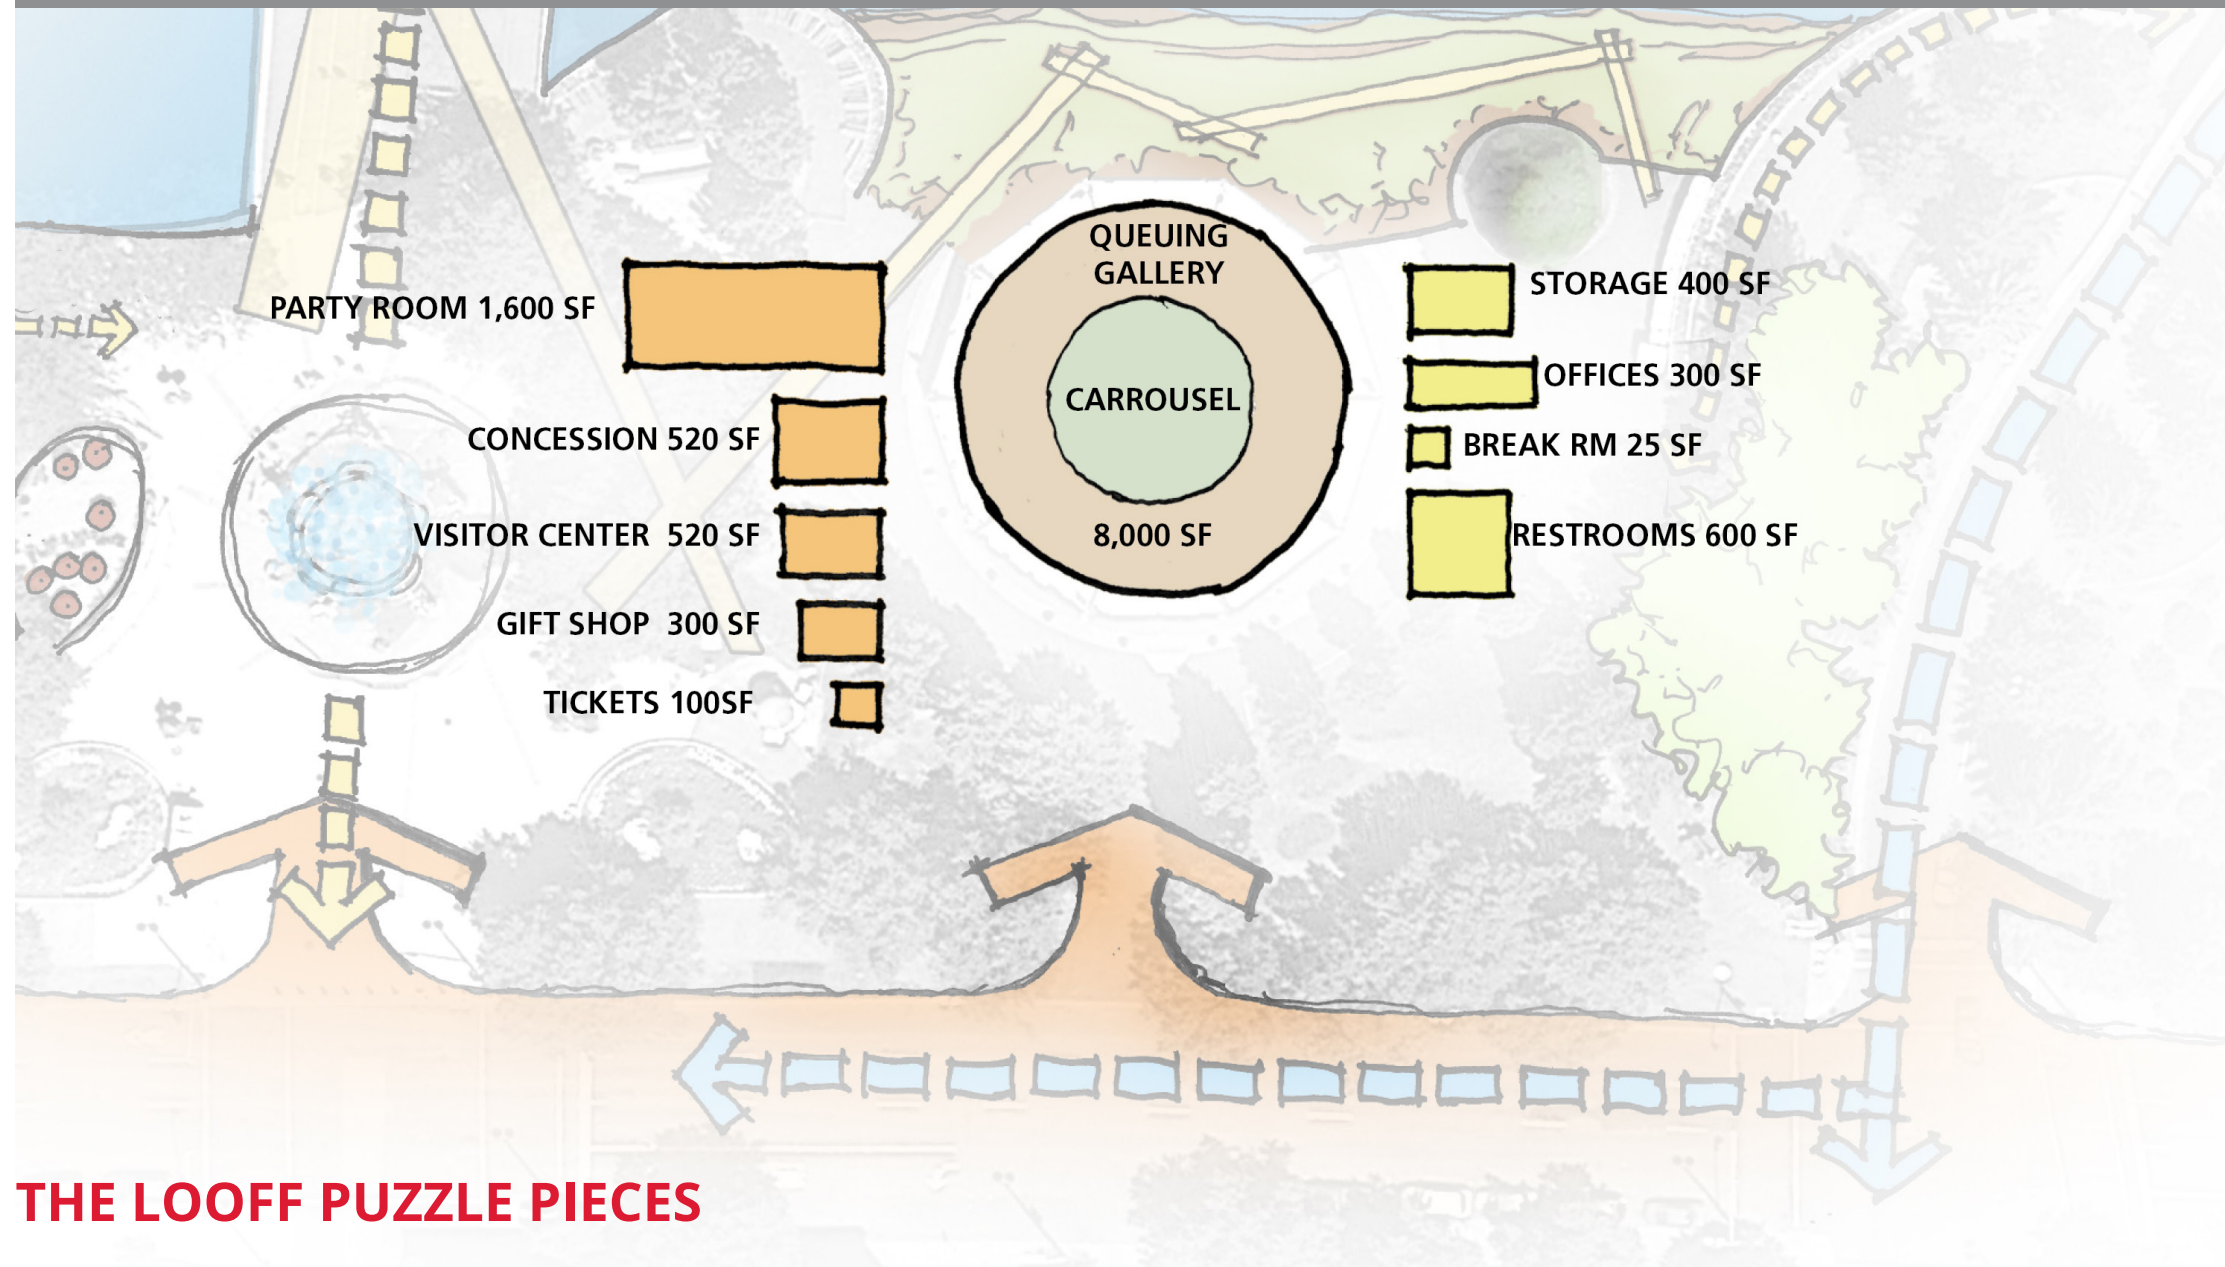 QUEUING
GALLERY
CARROUSEL
8,000 SF
PARTY ROOM 1,600 SF
CONCESSION 520 SF
VISITOR CENTER 520 SF
GIFT SHOP 300 SF
TICKETS 100SF
STORAGE 400 SF
OFFICES 300 SF
BREAK RM 25 SF
RESTROOMS 600 SF
THE LOOFF PUZZLE PIECES